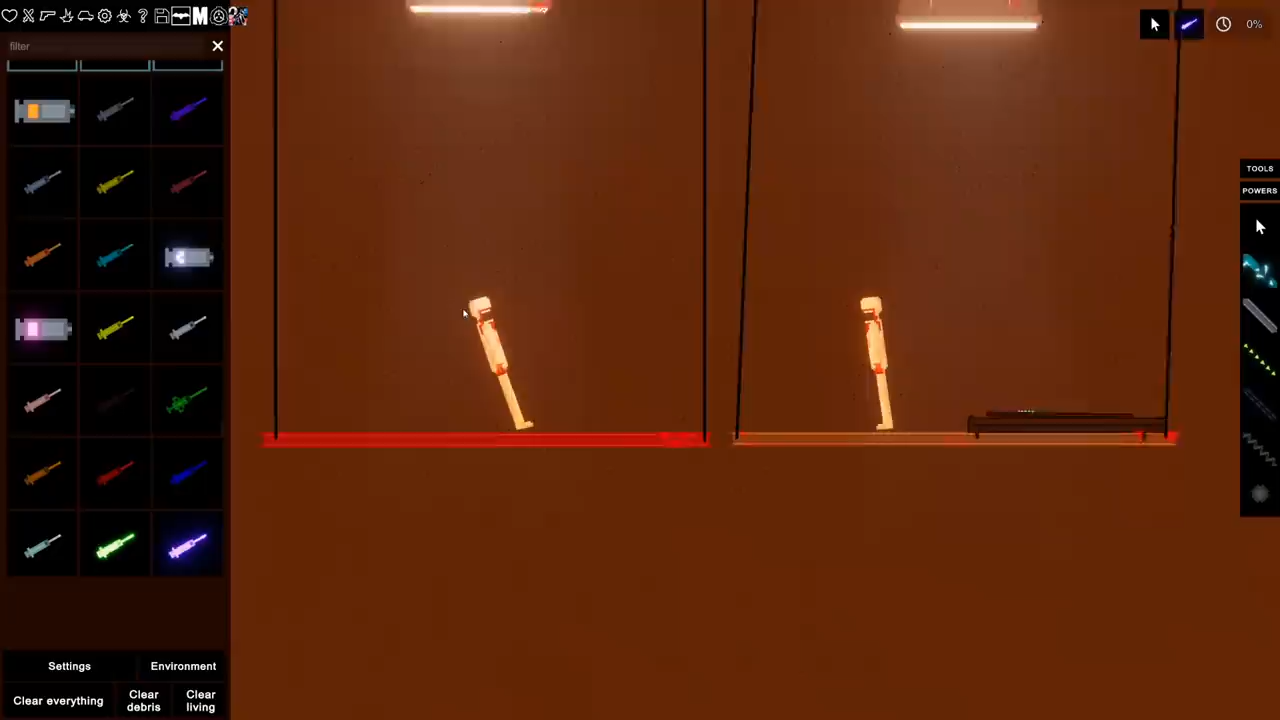 ?
M
0%
filter
TOOLS
POWERS
Settings
Environment
Clear everything
Clear debris
Clear living